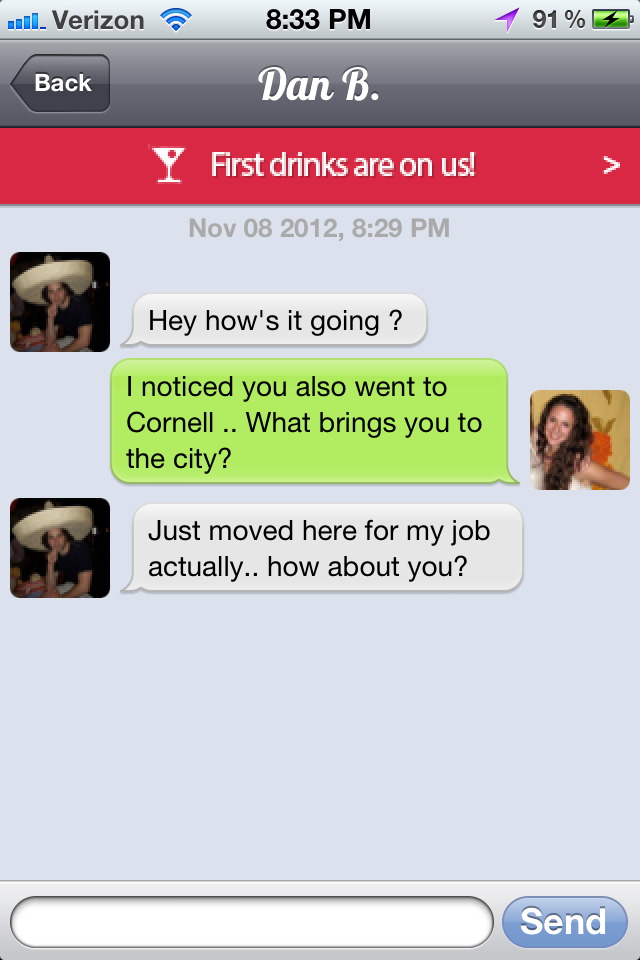 Verizon 8:33 PM 91 %
Back Dan B.
First drinks are on us! >
Nov 08 2012, 8:29 PM
Hey how's it going ?
I noticed you also went to
Cornell .. What brings you to
the city?
Just moved here for my job
actually.. how about you?
Send